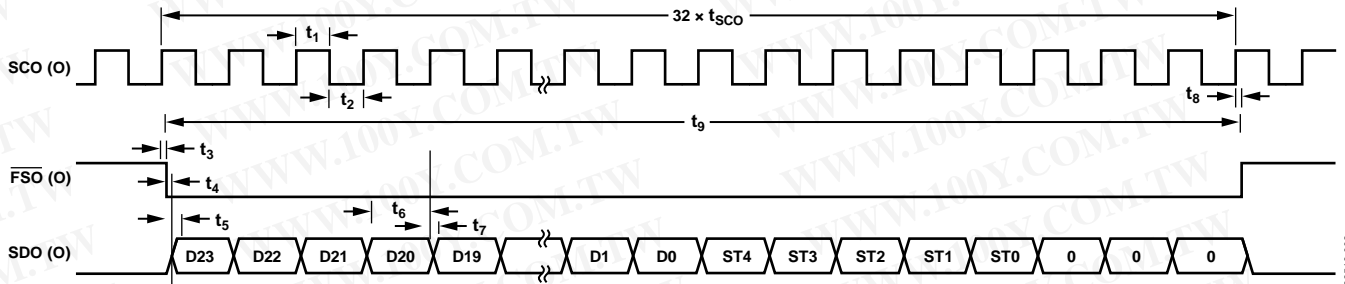 32 × tSCO
t1
SCO (O)
t2
t8
t9
t3
FSO (O)
t4
t5
t6
t7
SDO (O)
D23 D22 D21 D20 D19 D1 D0 ST4 ST3 ST2 ST1 ST0 0 0 0
WWW.100Y.COM.TW